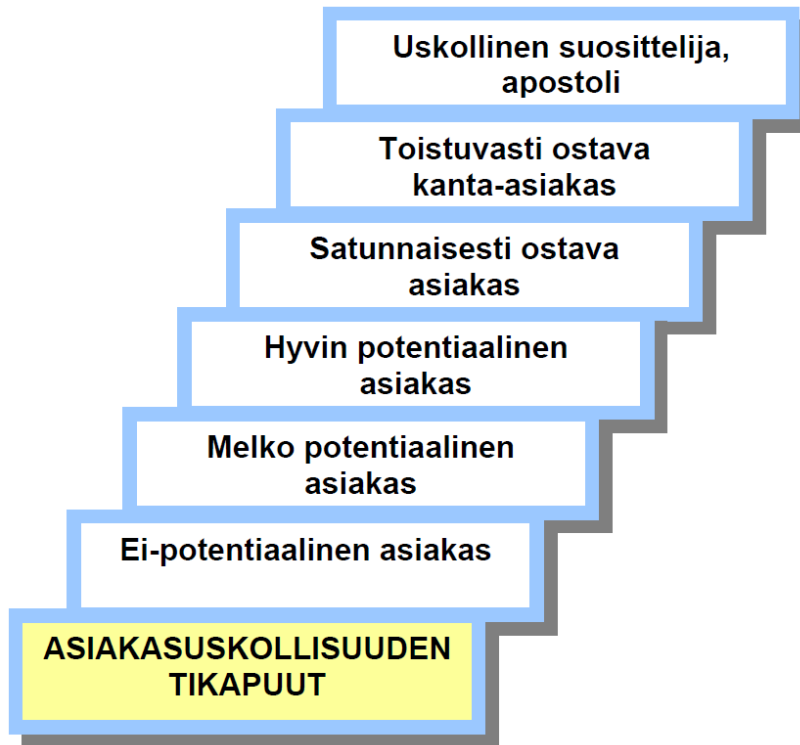 Uskollinen suosittelija,
apostoli
Toistuvasti ostava
kanta-asiakas
Satunnaisesti ostava
asiakas
Hyvin potentiaalinen
asiakas
Melko potentiaalinen
asiakas
Ei-potentiaalinen asiakas
ASIAKASUSKOLLISUUDEN
TIKAPUUT